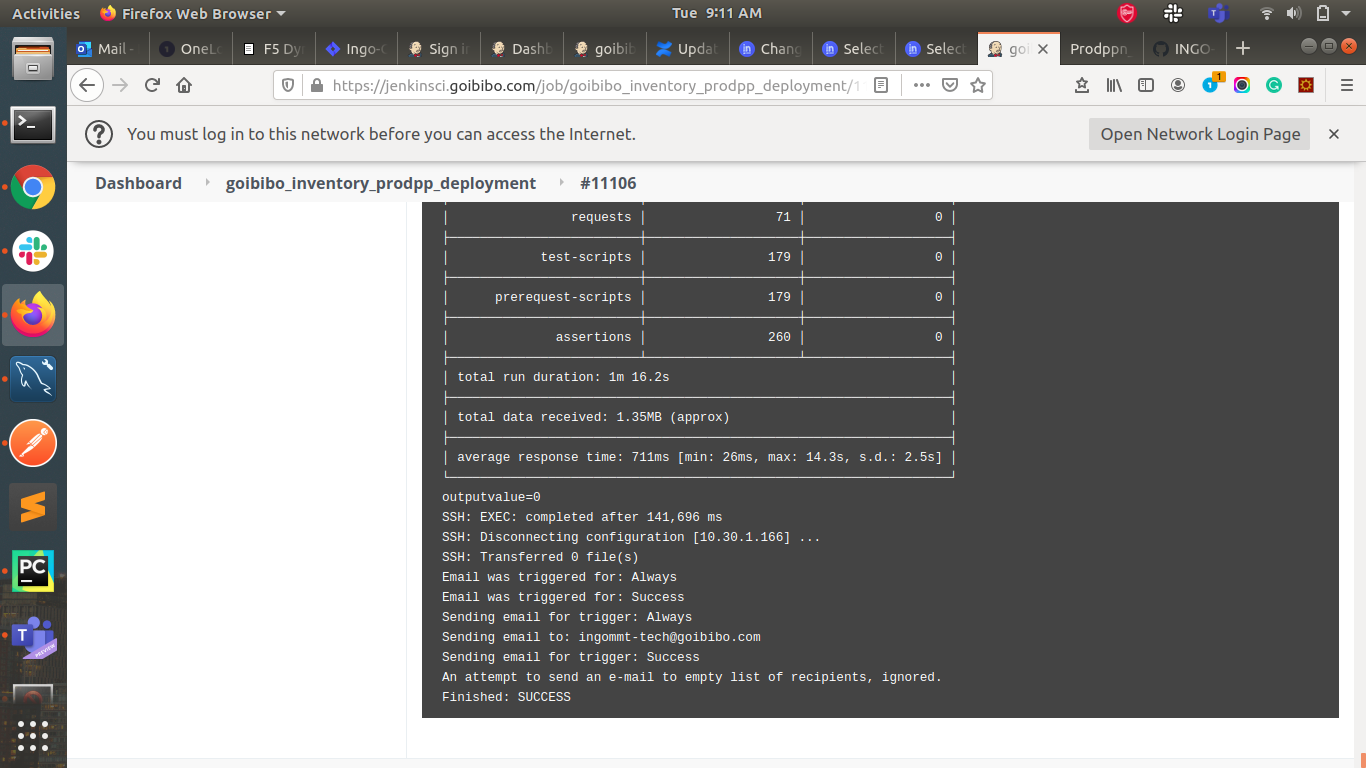 Activities
Firefox Web Browser
Tue 9:11 AM
Mail -
OneLo
F5 Dy
Ingo-C
Sign in
Dashb
goibib
Updat
Chang
Select
Select
goi
Prodppn
INGO-
https://jenkinsci.goibibo.com/job/goibibo_inventory_prodpp_deployment/1
1
You must log in to this network before you can access the Internet.
Open Network Login Page
Dashboard
goibibo_inventory_prodpp_deployment
#11106
requests | 71 | 0
test-scripts | 179 | 0
prerequest-scripts | 179 | 0
assertions | 260 | 0
total run duration: 1m 16.2s
total data received: 1.35MB (approx)
average response time: 711ms [min: 26ms, max: 14.3s, s.d.: 2.5s]
outputvalue=0
SSH: EXEC: completed after 141,696 ms
SSH: Disconnecting configuration [10.30.1.166] ...
SSH: Transferred 0 file(s)
Email was triggered for: Always
Email was triggered for: Success
Sending email for trigger: Always
Sending email to: ingommt-tech@goibibo.com
Sending email for trigger: Success
An attempt to send an e-mail to empty list of recipients, ignored.
Finished: SUCCESS
PC
T
PREVIEW